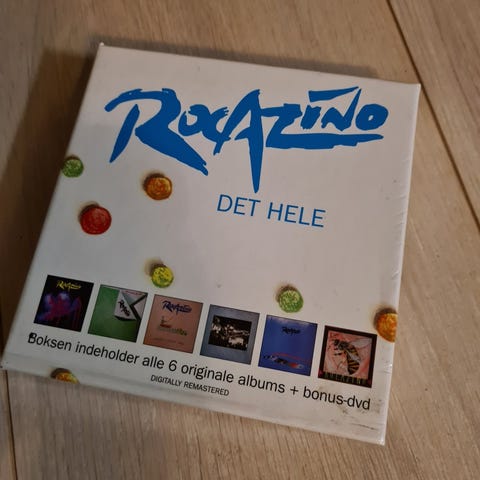 ROCAZINO
DET HELE
Boksen indeholder alle 6 originale albums + bonus-dvd
DIGITALLY REMASTERED